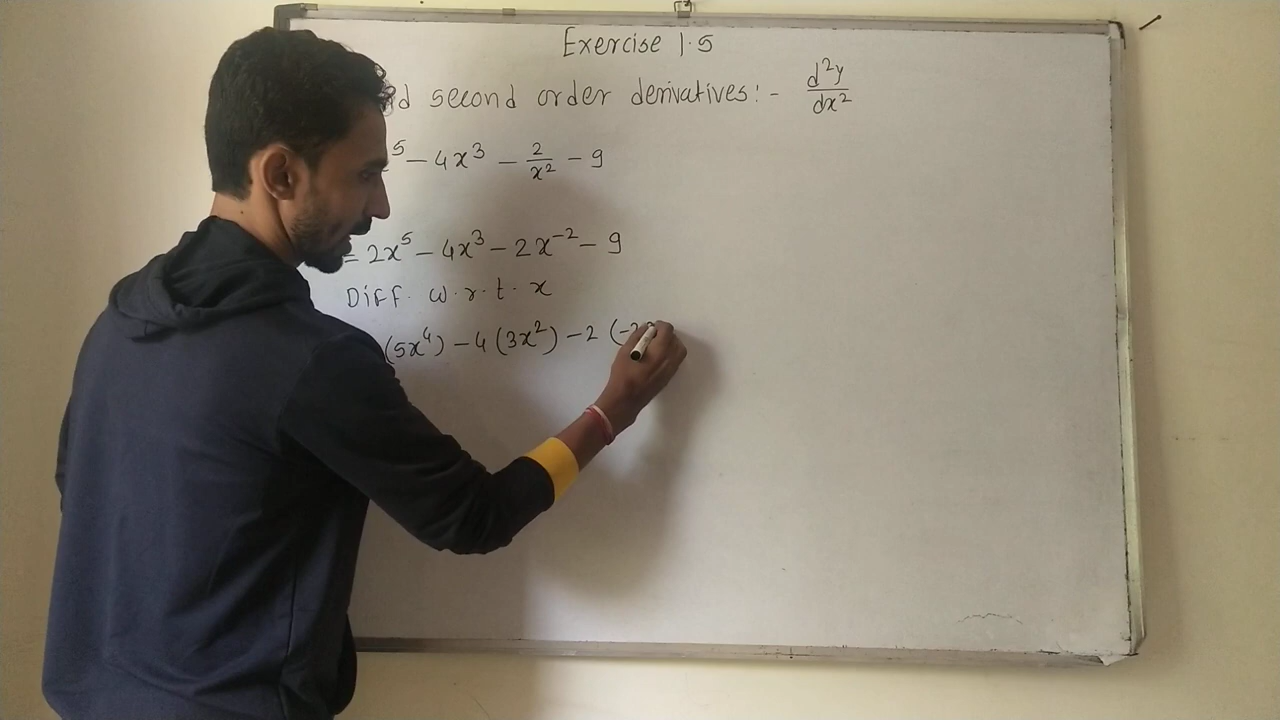 Exercise 1.5
second order derivatives:- d²y/dx²
⁵ - 4x³ - 2/x² - 9
= 2x⁵ - 4x³ - 2x⁻² - 9
Diff. w.r.t. x
(5x⁴) - 4(3x²) - 2(-2